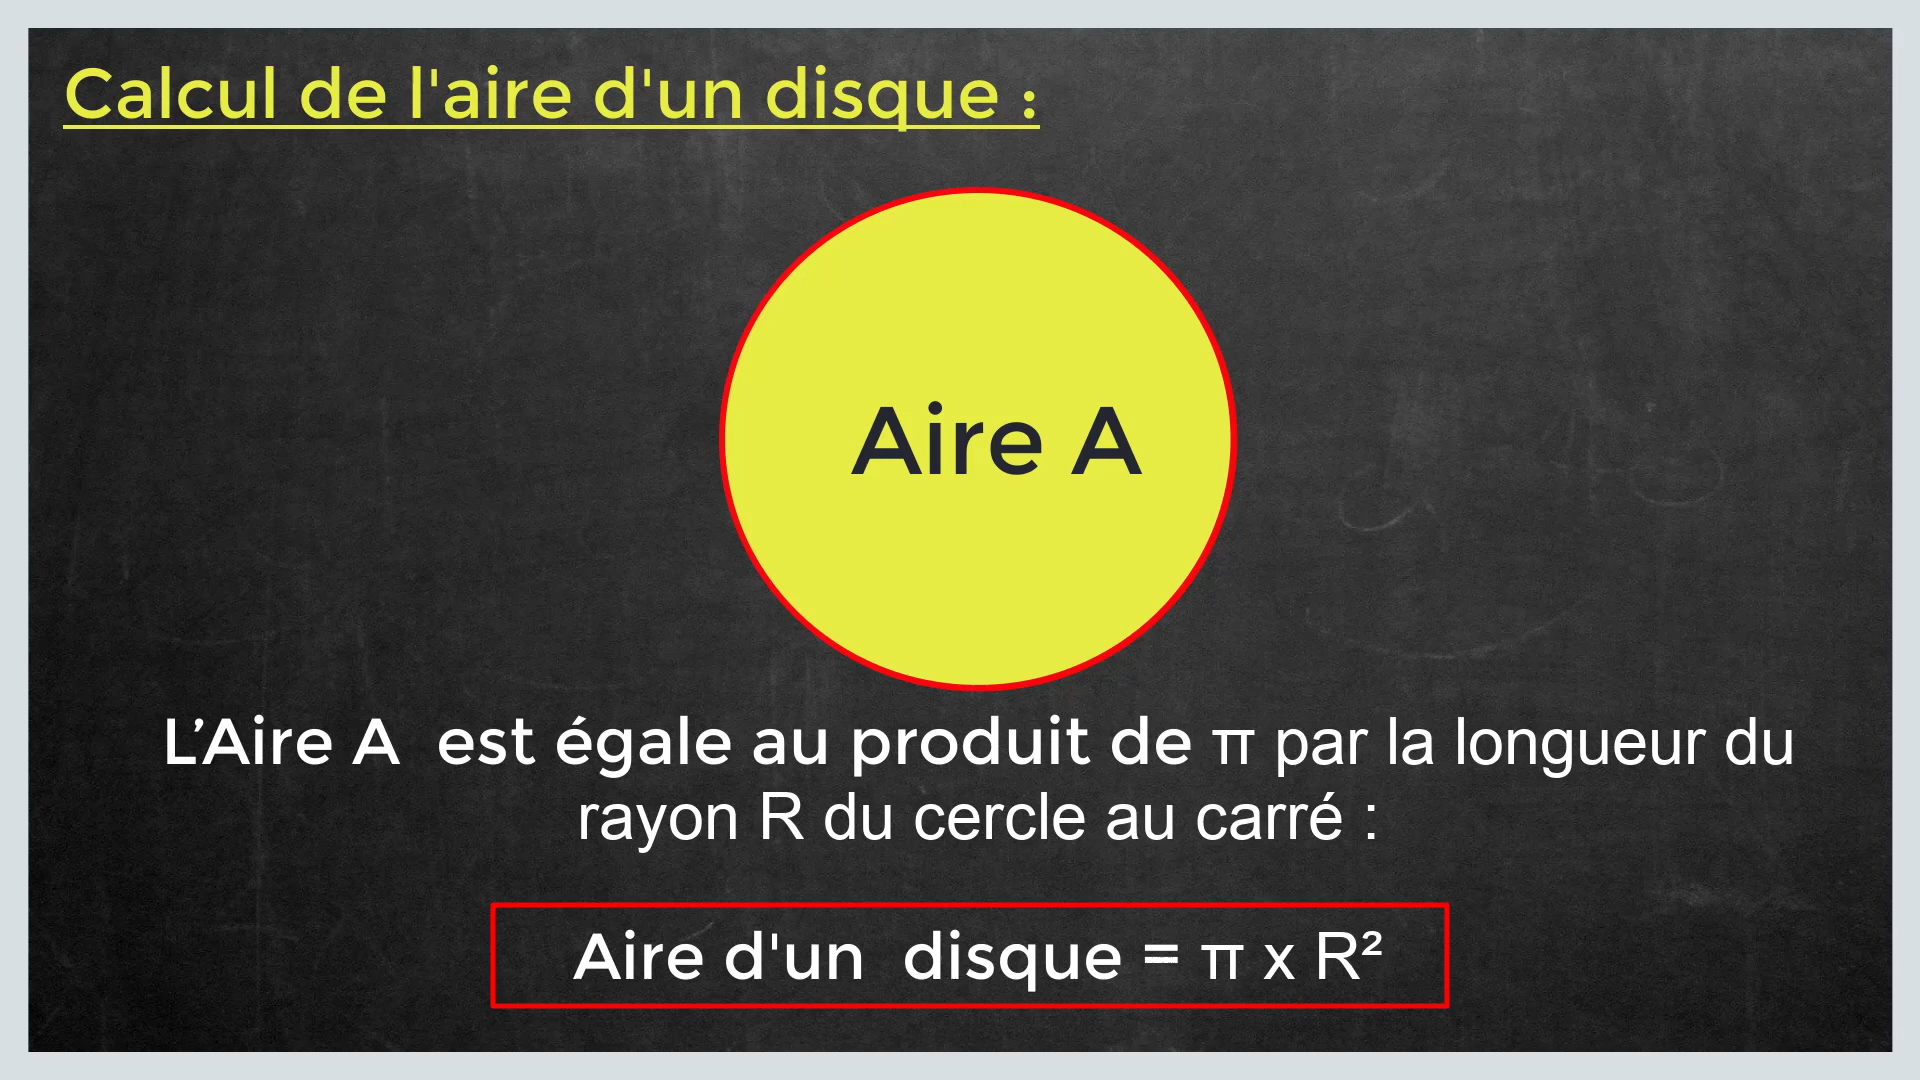 Calcul de l'aire d'un disque :
Aire A
L’Aire A est égale au produit de π par la longueur du
rayon R du cercle au carré :
Aire d'un disque = π x R²